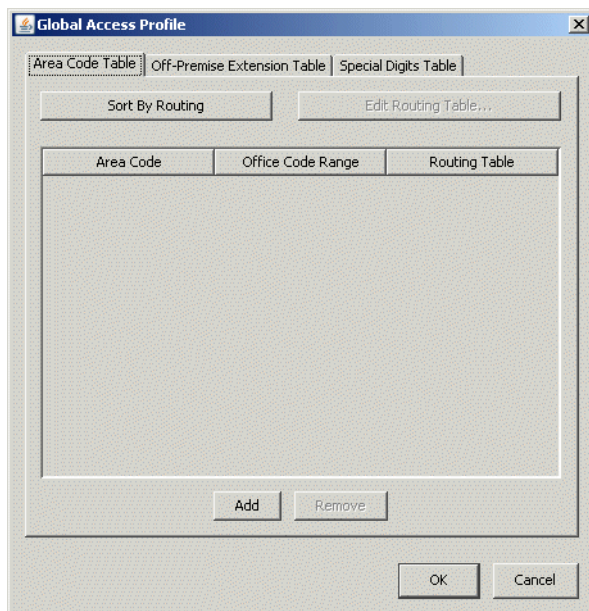 Global Access Profile
Area Code Table Off-Premise Extension Table Special Digits Table
Sort By Routing Edit Routing Table...
Area Code Office Code Range Routing Table
Add Remove
OK Cancel